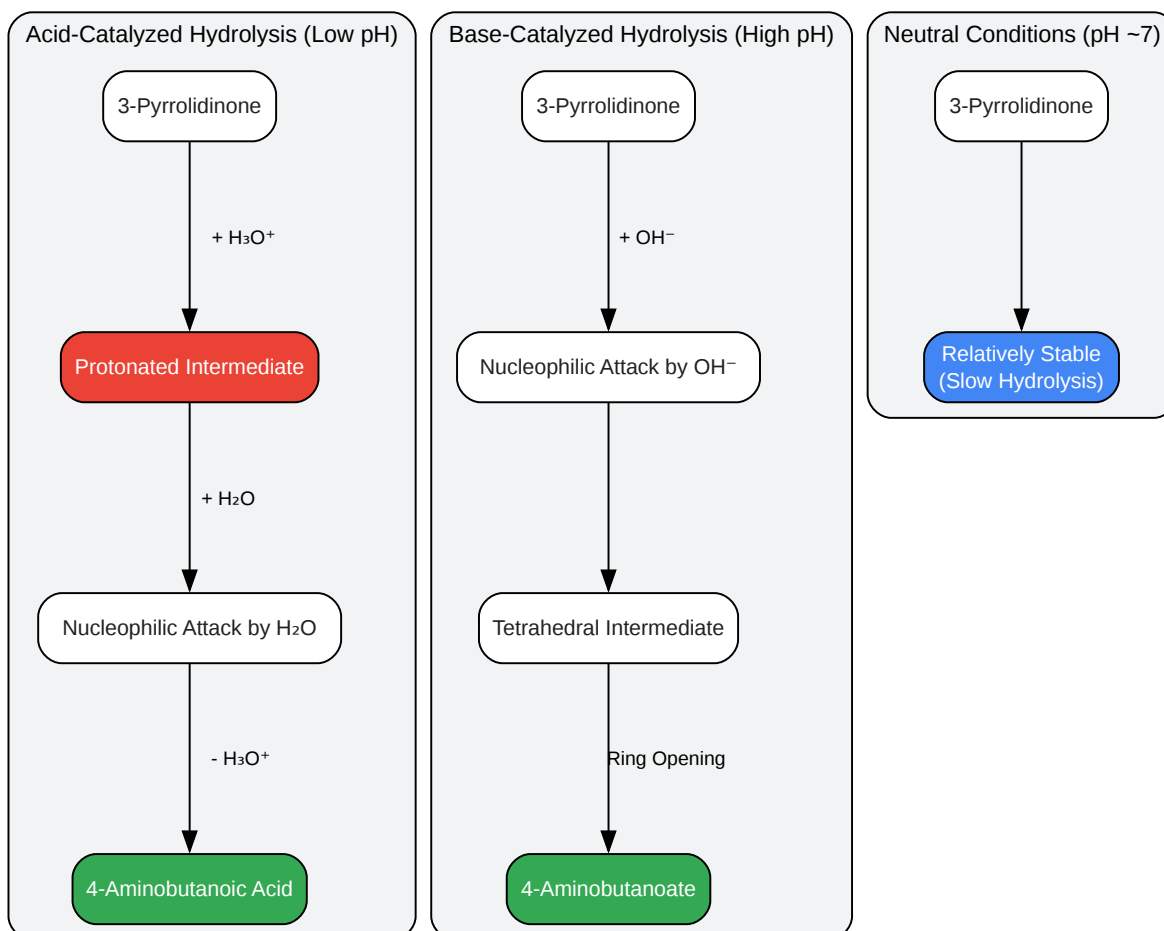 Acid-Catalyzed Hydrolysis (Low pH)
3-Pyrrolidinone
+ H₃O⁺
Protonated Intermediate
+ H₂O
Nucleophilic Attack by H₂O
- H₃O⁺
4-Aminobutanoic Acid
Base-Catalyzed Hydrolysis (High pH)
3-Pyrrolidinone
+ OH⁻
Nucleophilic Attack by OH⁻
Tetrahedral Intermediate
Ring Opening
4-Aminobutanoate
Neutral Conditions (pH ~7)
3-Pyrrolidinone
Relatively Stable
(Slow Hydrolysis)